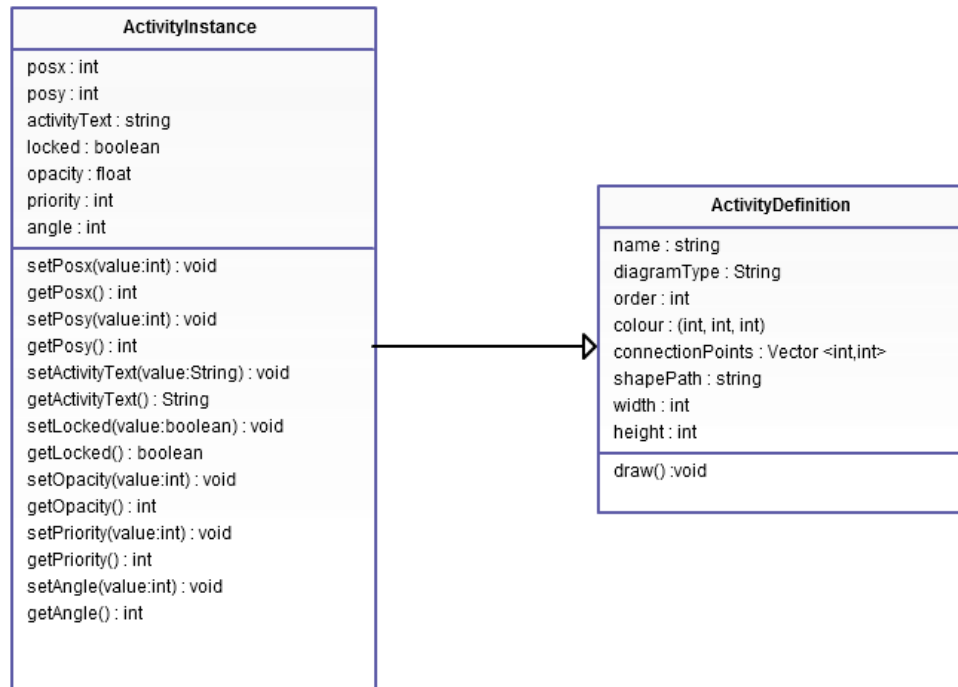 ActivityInstance
posx : int
posy : int
activityText : string
locked : boolean
opacity : float
priority : int
angle : int
setPosx(value:int) : void
getPosx() : int
setPosy(value:int) : void
getPosy() : int
setActivityText(value:String) : void
getActivityText() : String
setLocked(value:boolean) : void
getLocked() : boolean
setOpacity(value:int) : void
getOpacity() : int
setPriority(value:int) : void
getPriority() : int
setAngle(value:int) : void
getAngle() : int
ActivityDefinition
name : string
diagramType : String
order : int
colour : (int, int, int)
connectionPoints : Vector <int,int>
shapePath : string
width : int
height : int
draw() :void